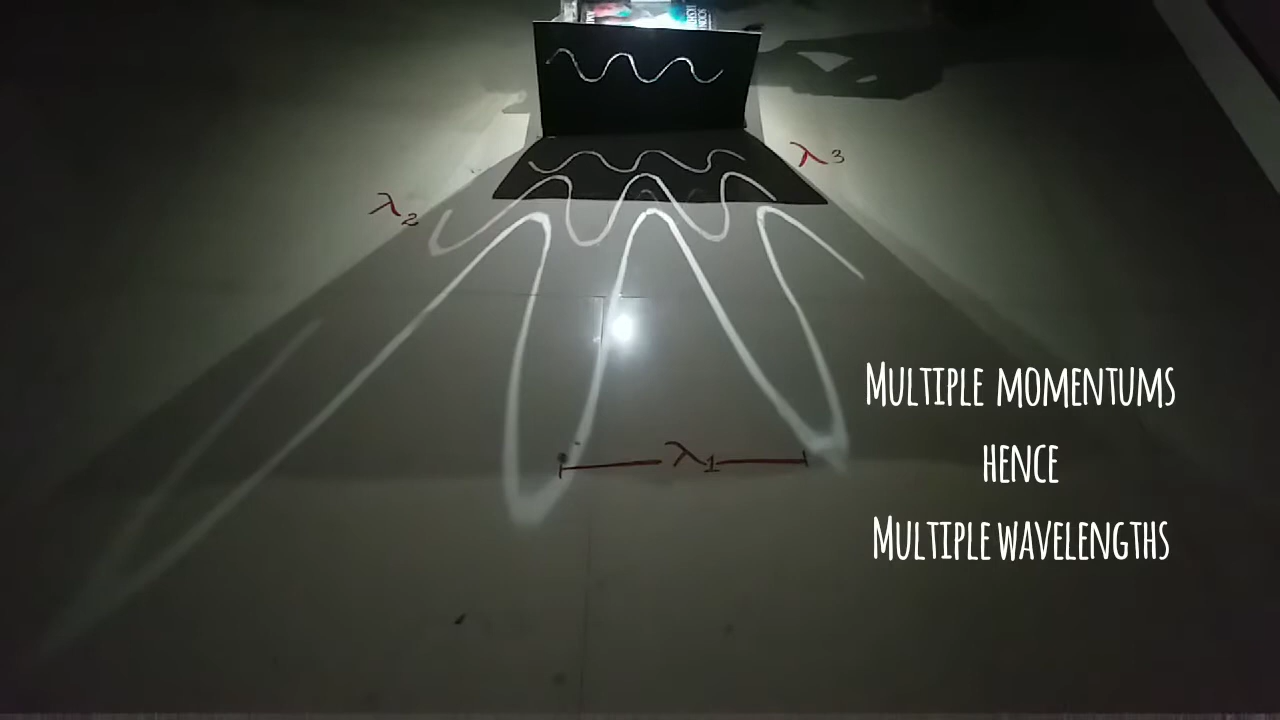 λ3
λ2
λ1
MULTIPLE MOMENTUMS
HENCE
MULTIPLE WAVELENGTHS